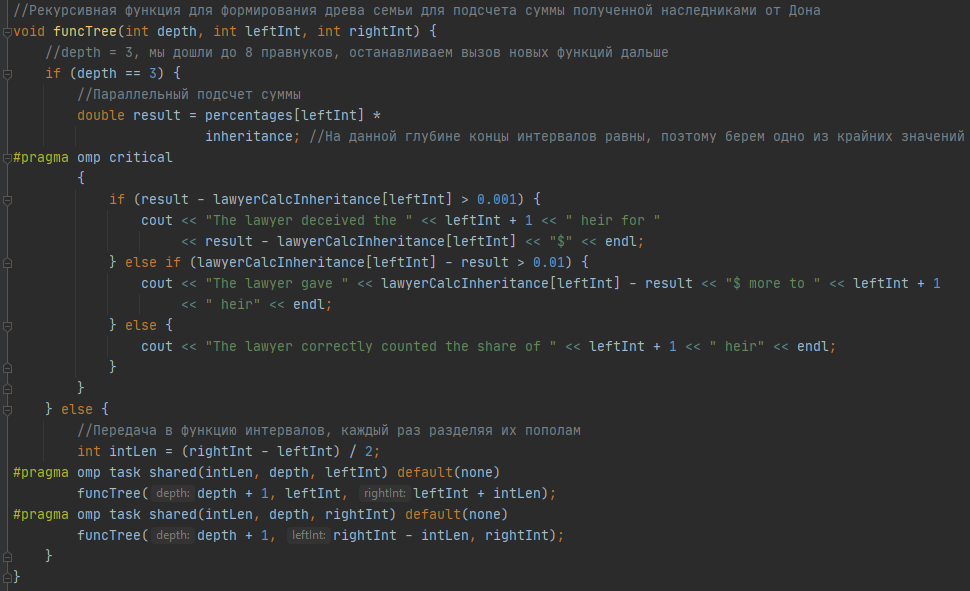 //Рекурсивная функция для формирования древа семьи для подсчета суммы полученной наследниками от Дона
void funcTree(int depth, int leftInt, int rightInt) {
    //depth = 3, мы дошли до 8 правнуков, останавливаем вызов новых функций дальше
    if (depth == 3) {
        //Параллельный подсчет суммы
        double result = percentages[leftInt] *
                        inheritance; //На данной глубине концы интервалов равны, поэтому берем одно из крайних значений
#pragma omp critical
        {
            if (result - lawyerCalcInheritance[leftInt] > 0.001) {
                cout << "The lawyer deceived the " << leftInt + 1 << " heir for "
                     << result - lawyerCalcInheritance[leftInt] << "$" << endl;
            } else if (lawyerCalcInheritance[leftInt] - result > 0.01) {
                cout << "The lawyer gave " << lawyerCalcInheritance[leftInt] - result << "$ more to " << leftInt + 1
                     << " heir" << endl;
            } else {
                cout << "The lawyer correctly counted the share of " << leftInt + 1 << " heir" << endl;
            }
        }
    } else {
        //Передача в функцию интервалов, каждый раз разделяя их пополам
        int intLen = (rightInt - leftInt) / 2;
#pragma omp task shared(intLen, depth, leftInt) default(none)
        funcTree( depth: depth + 1, leftInt, rightInt: leftInt + intLen);
#pragma omp task shared(intLen, depth, rightInt) default(none)
        funcTree( depth: depth + 1, leftInt: rightInt - intLen, rightInt);
    }
}